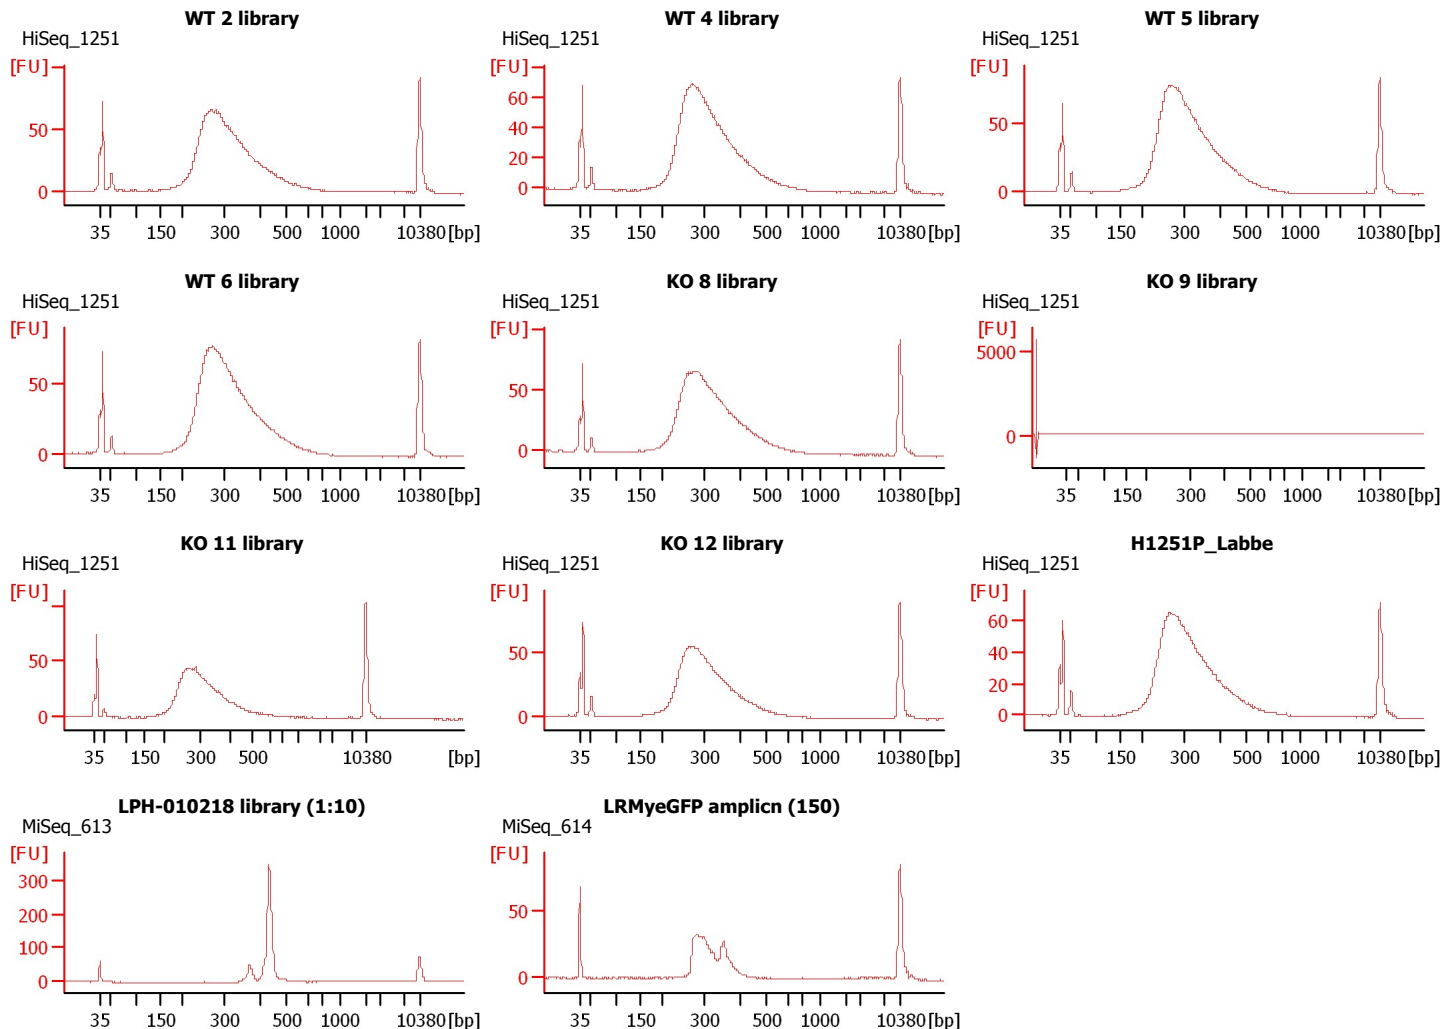 WT 2 library
HiSeq_1251
[FU]
50
0
35 150 300 500 1000 10380 [bp]
WT 4 library
HiSeq_1251
[FU]
60
40
20
0
35 150 300 500 1000 10380 [bp]
WT 5 library
HiSeq_1251
[FU]
50
0
35 150 300 500 1000 10380 [bp]
WT 6 library
HiSeq_1251
[FU]
50
0
35 150 300 500 1000 10380 [bp]
KO 8 library
HiSeq_1251
[FU]
50
0
35 150 300 500 1000 10380 [bp]
KO 9 library
HiSeq_1251
[FU]
5000
0
35 150 300 500 1000 10380 [bp]
KO 11 library
HiSeq_1251
[FU]
50
0
35 150 300 500 10380 [bp]
KO 12 library
HiSeq_1251
[FU]
50
0
35 150 300 500 1000 10380 [bp]
H1251P_Labbe
HiSeq_1251
[FU]
60
40
20
0
35 150 300 500 1000 10380 [bp]
LPH-010218 library (1:10)
MiSeq_613
[FU]
300
200
100
0
35 150 300 500 1000 10380 [bp]
LRMyeGFP amplicn (150)
MiSeq_614
[FU]
50
0
35 150 300 500 1000 10380 [bp]